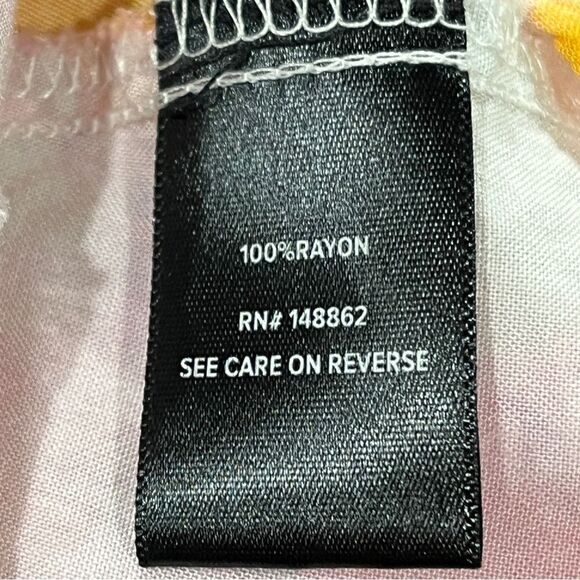 100%RAYON
RN# 148862
SEE CARE ON REVERSE